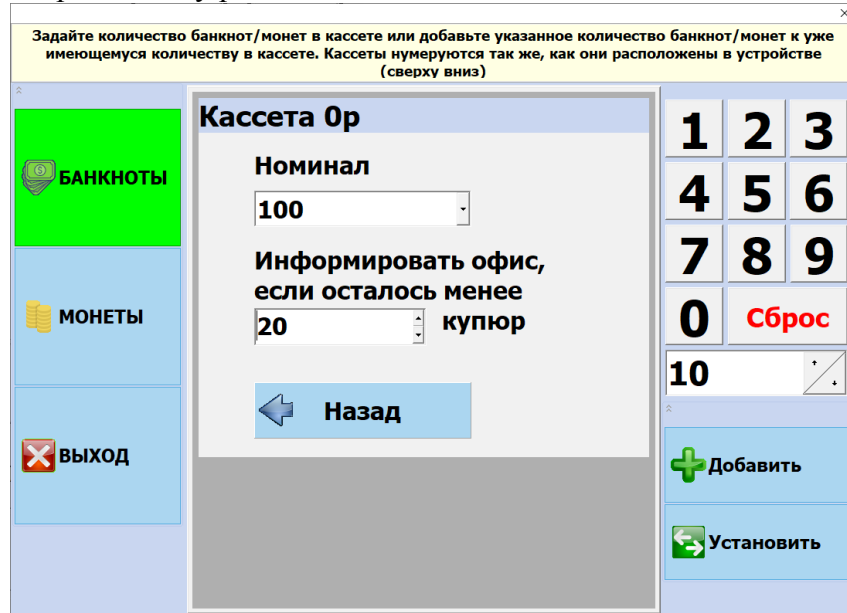 Задайте количество банкнот/монет в кассете или добавьте указанное количество банкнот/монет к уже
имеющемуся количеству в кассете. Кассеты нумеруются так же, как они расположены в устройстве
(сверху вниз)
БАНКНОТЫ
МОНЕТЫ
ВЫХОД
Кассета 0р
Номинал
100
Информировать офис,
если осталось менее
20 купюр
Назад
1 2 3
4 5 6
7 8 9
0 Сброс
10
Добавить
Установить